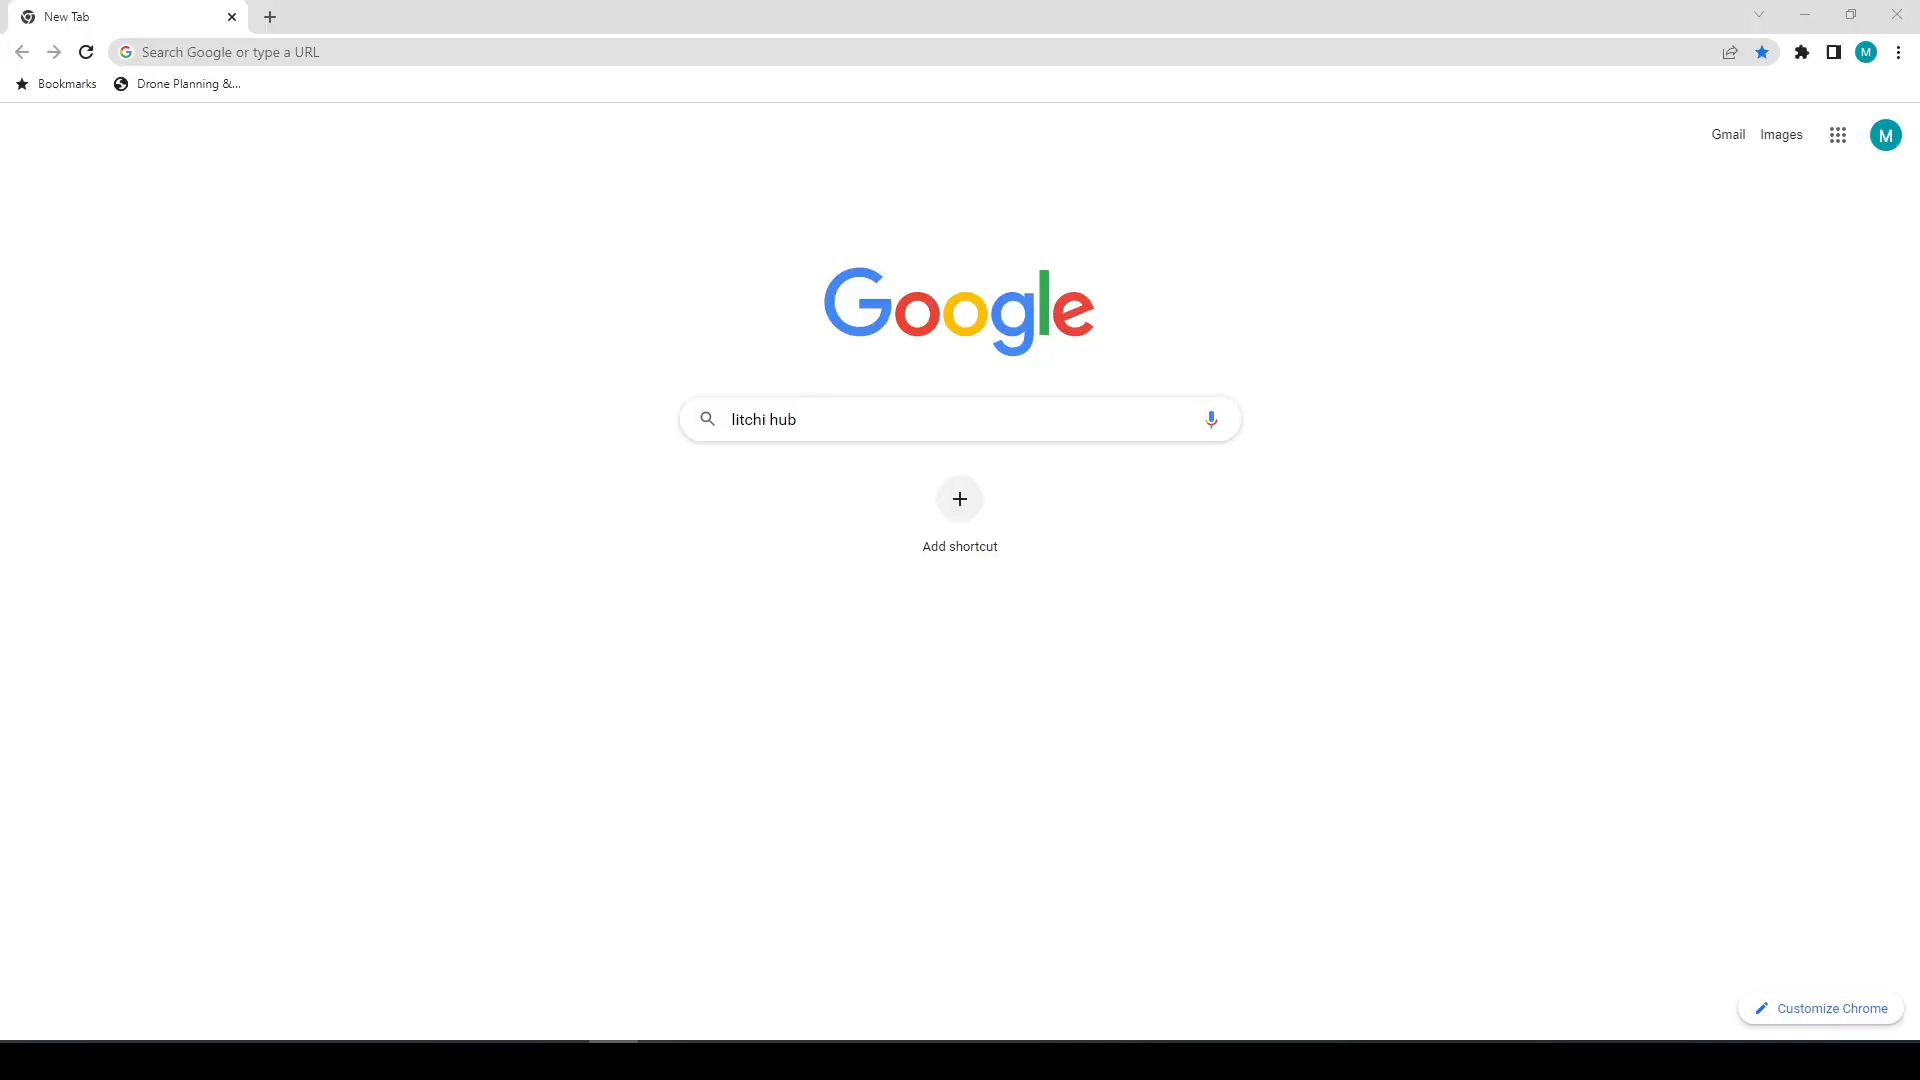 New Tab
Search Google or type a URL
M
Bookmarks
Drone Planning &...
Gmail
Images
M
Google
litchi hub
Add shortcut
Customize Chrome